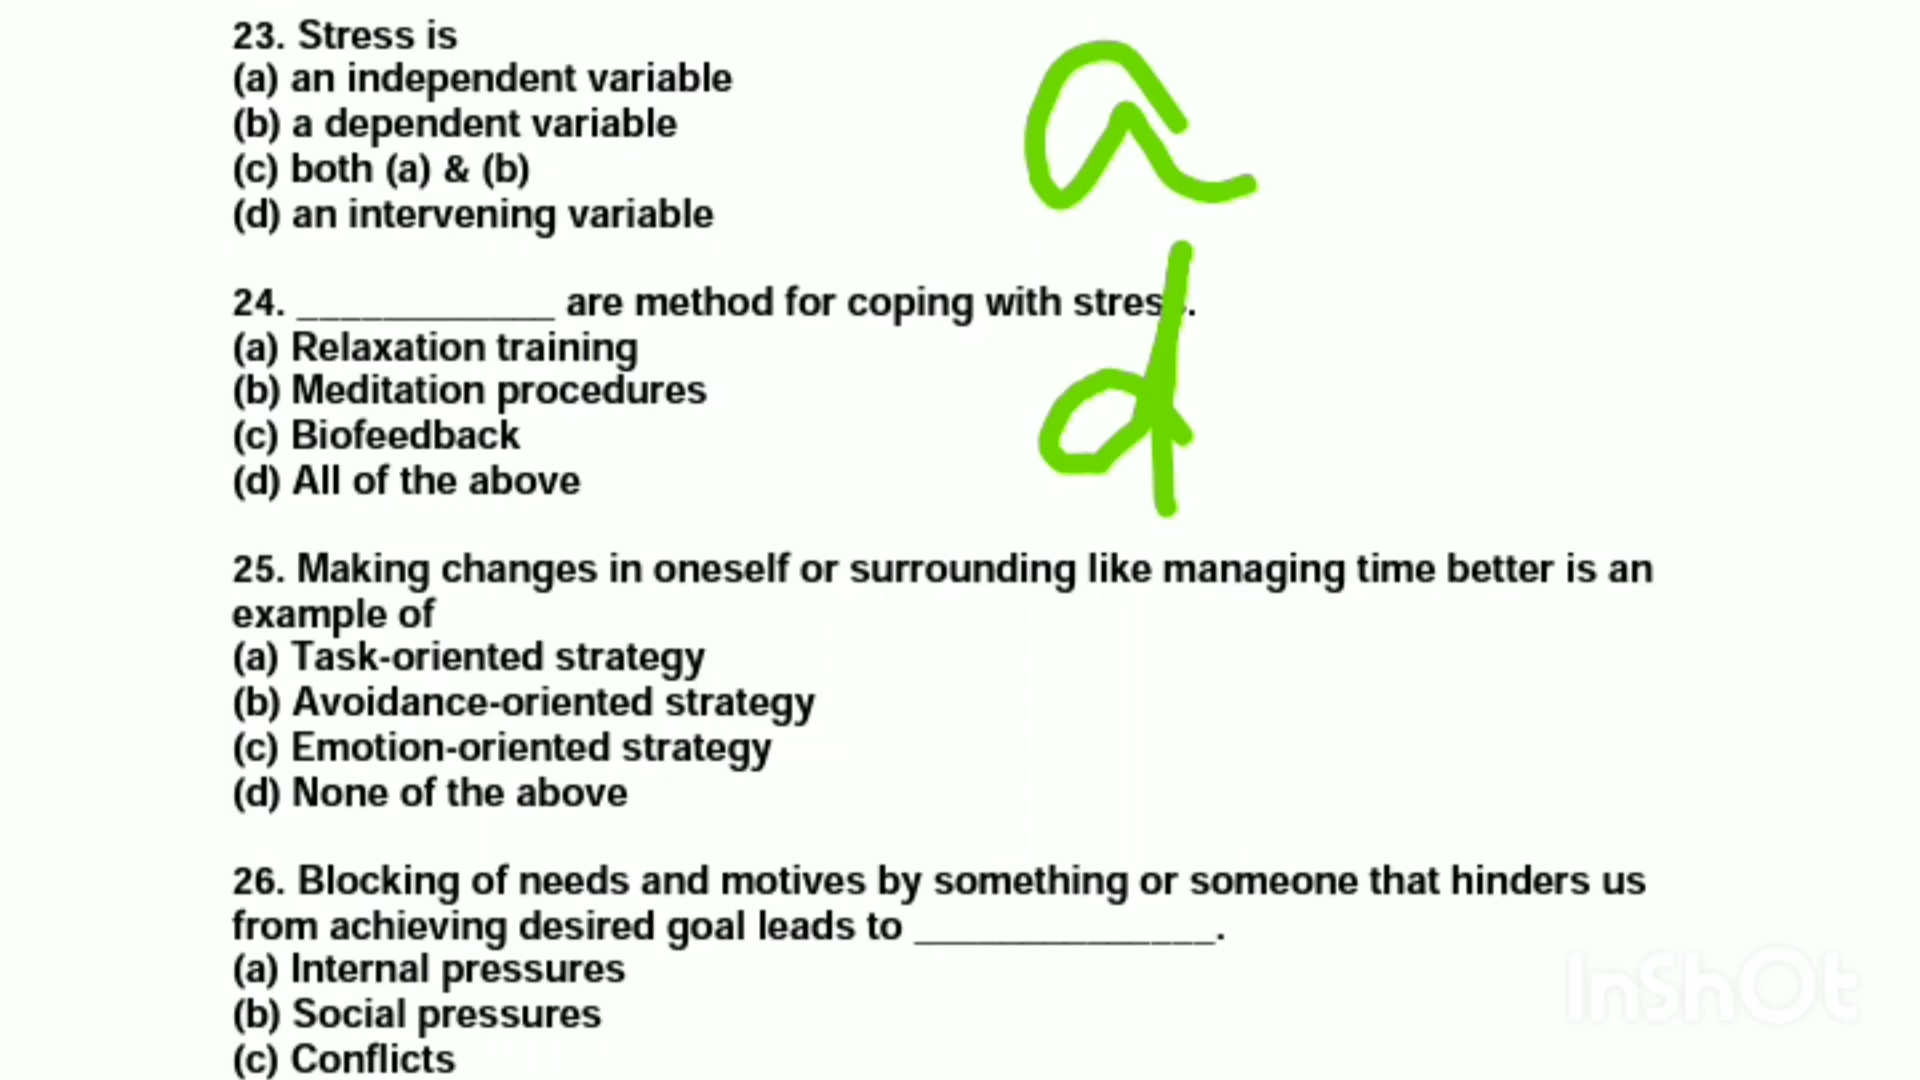 23. Stress is
(a) an independent variable
(b) a dependent variable
(c) both (a) & (b)
(d) an intervening variable
a
24. ____________ are method for coping with stress.
(a) Relaxation training
(b) Meditation procedures
(c) Biofeedback
(d) All of the above
d
25. Making changes in oneself or surrounding like managing time better is an
example of
(a) Task-oriented strategy
(b) Avoidance-oriented strategy
(c) Emotion-oriented strategy
(d) None of the above
26. Blocking of needs and motives by something or someone that hinders us
from achieving desired goal leads to ______________.
(a) Internal pressures
(b) Social pressures
(c) Conflicts
InShOt